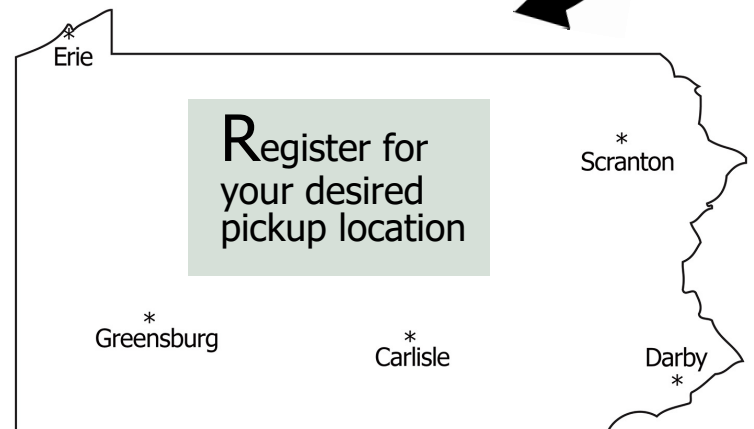 *
Erie
Register for
your desired
pickup location
*
Scranton
*
Greensburg
*
Carlisle
Darby
*